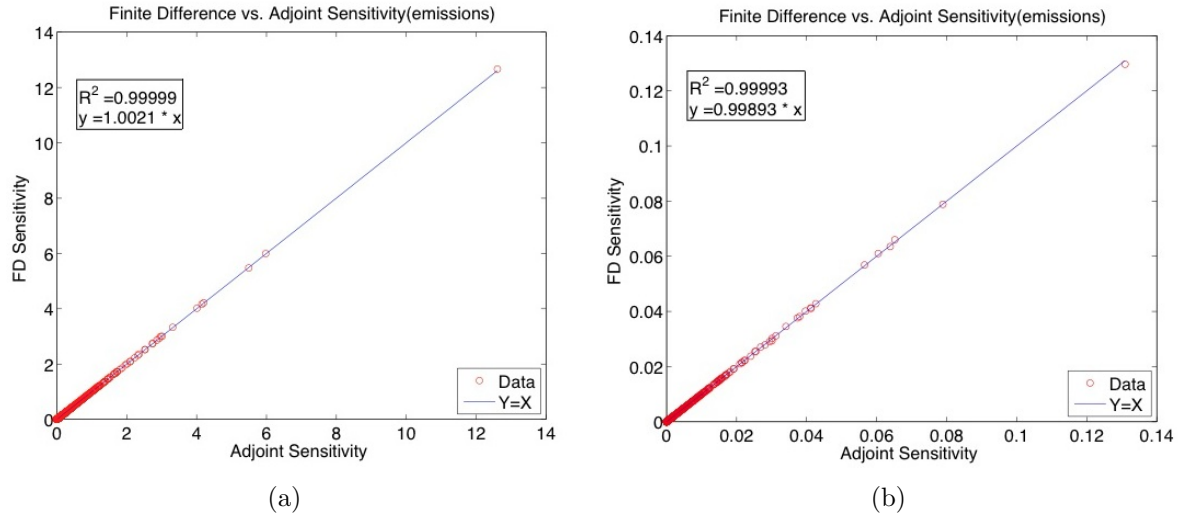 Finite Difference vs. Adjoint Sensitivity(emissions)
14
12
10
8
6
4
2
0
FD Sensitivity
R² =0.99999
y =1.0021 * x
Data
Y=X
0 2 4 6 8 10 12 14
Adjoint Sensitivity
(a)
Finite Difference vs. Adjoint Sensitivity(emissions)
0.14
0.12
0.1
0.08
0.06
0.04
0.02
0
FD Sensitivity
R² =0.99993
y =0.99893 * x
Data
Y=X
0 0.02 0.04 0.06 0.08 0.1 0.12 0.14
Adjoint Sensitivity
(b)